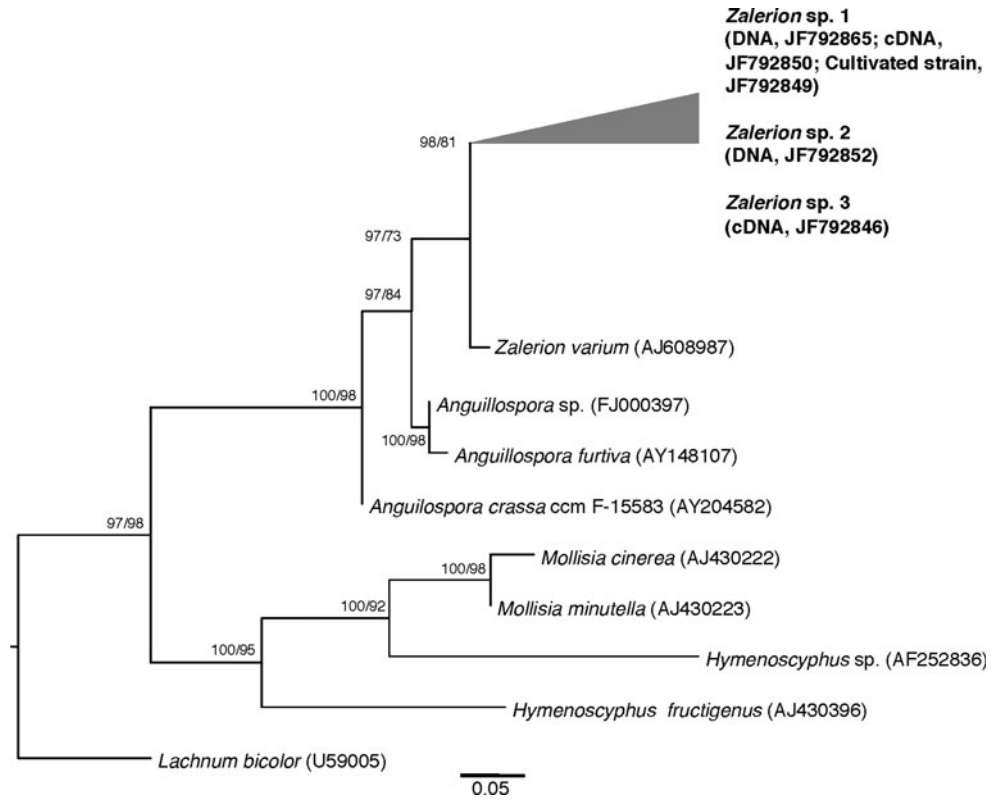 Zalerion sp. 1
(DNA, JF792865; cDNA,
JF792850; Cultivated strain,
JF792849)
98/81
Zalerion sp. 2
(DNA, JF792852)
Zalerion sp. 3
(cDNA, JF792846)
97/73
97/84
Zalerion varium (AJ608987)
100/98
Anguillospora sp. (FJ000397)
100/98
Anguillospora furtiva (AY148107)
Anguilospora crassa ccm F-15583 (AY204582)
97/98
Mollisia cinerea (AJ430222)
100/98
Mollisia minutella (AJ430223)
100/92
100/95
Hymenoscyphus sp. (AF252836)
Hymenoscyphus fructigenus (AJ430396)
Lachnum bicolor (U59005)
0.05